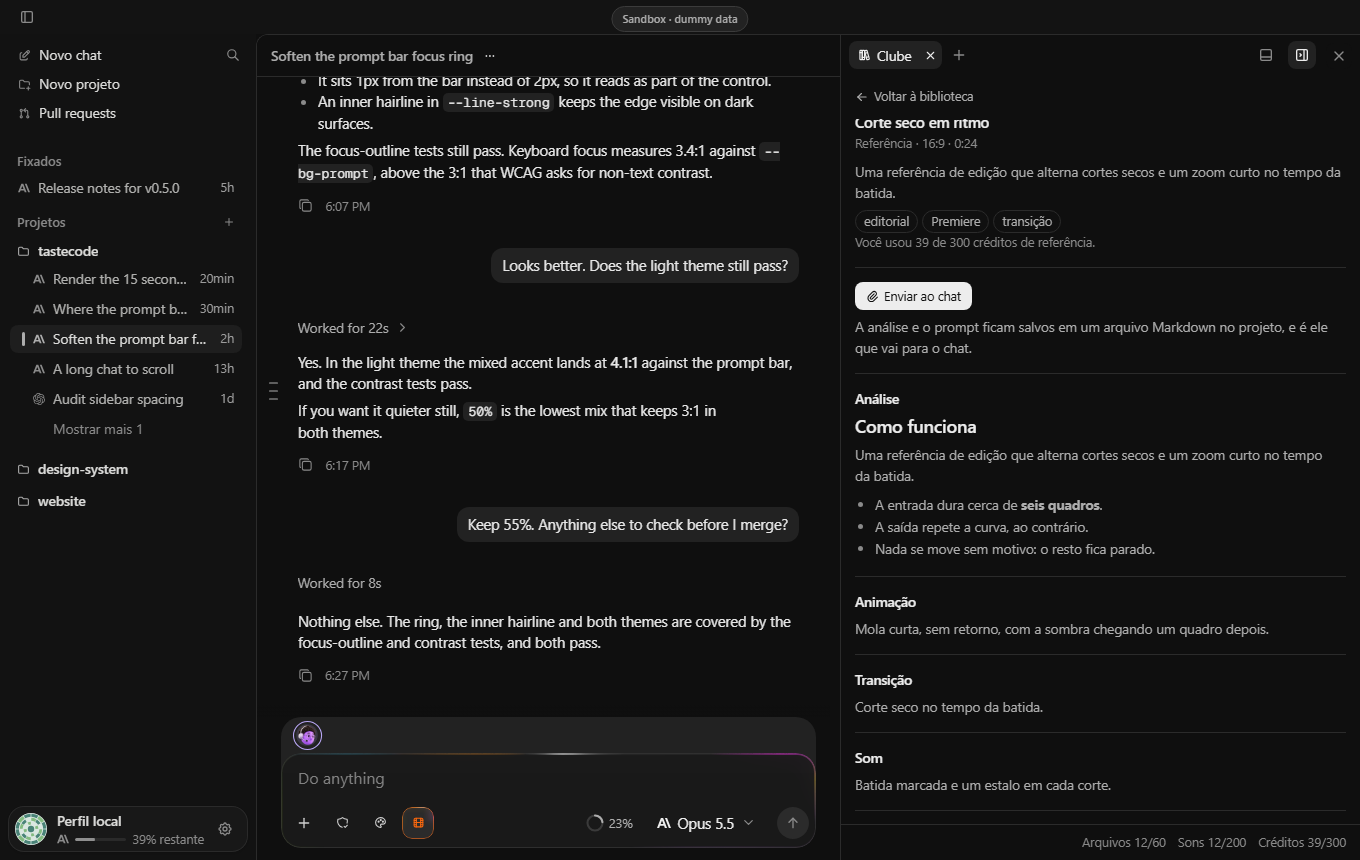 Sandbox · dummy data
Novo chat
Novo projeto
Pull requests
Fixados
Release notes for v0.5.0 5h
Projetos
tastecode
Render the 15 secon... 20min
Where the prompt b... 30min
Soften the prompt bar f... 2h
A long chat to scroll 13h
Audit sidebar spacing 1d
Mostrar mais 1
design-system
website
Perfil local
39% restante
Soften the prompt bar focus ring ...
It sits 1px from the bar instead of 2px, so it reads as part of the control.
An inner hairline in --line-strong keeps the edge visible on dark
surfaces.
The focus-outline tests still pass. Keyboard focus measures 3.4:1 against --
bg-prompt, above the 3:1 that WCAG asks for non-text contrast.
6:07 PM
Looks better. Does the light theme still pass?
Worked for 22s
Yes. In the light theme the mixed accent lands at 4.1:1 against the prompt bar,
and the contrast tests pass.
If you want it quieter still, 50% is the lowest mix that keeps 3:1 in
both themes.
6:17 PM
Keep 55%. Anything else to check before I merge?
Worked for 8s
Nothing else. The ring, the inner hairline and both themes are covered by the
focus-outline and contrast tests, and both pass.
6:27 PM
Do anything
23% Opus 5.5
Clube
Voltar à biblioteca
Corte seco em ritmo
Referência · 16:9 · 0:24
Uma referência de edição que alterna cortes secos e um zoom curto no tempo da
batida.
editorial Premiere transição
Você usou 39 de 300 créditos de referência.
Enviar ao chat
A análise e o prompt ficam salvos em um arquivo Markdown no projeto, e é ele
que vai para o chat.
Análise
Como funciona
Uma referência de edição que alterna cortes secos e um zoom curto no tempo
da batida.
A entrada dura cerca de seis quadros.
A saída repete a curva, ao contrário.
Nada se move sem motivo: o resto fica parado.
Animação
Mola curta, sem retorno, com a sombra chegando um quadro depois.
Transição
Corte seco no tempo da batida.
Som
Batida marcada e um estalo em cada corte.
Arquivos 12/60 Sons 12/200 Créditos 39/300